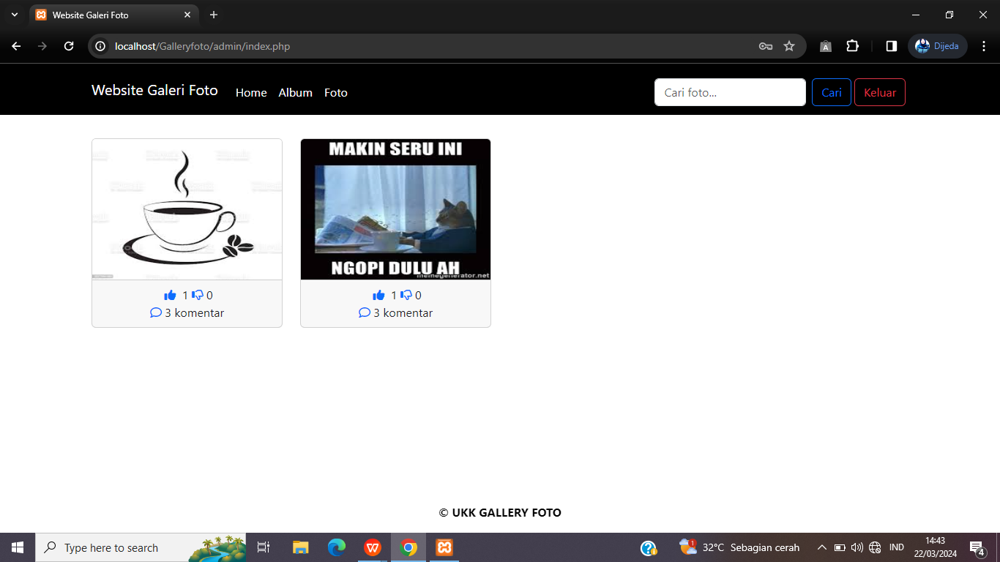 Website Galeri Foto
localhost/Galleryfoto/admin/index.php
Dijeda
Website Galeri Foto
Home
Album
Foto
Cari foto...
Cari
Keluar
MAKIN SERU INI
NGOPI DULU AH
memegenerator.net
1 0
3 komentar
1 0
3 komentar
© UKK GALLERY FOTO
Type here to search
1
32°C Sebagian cerah
IND
14:43
22/03/2024
4